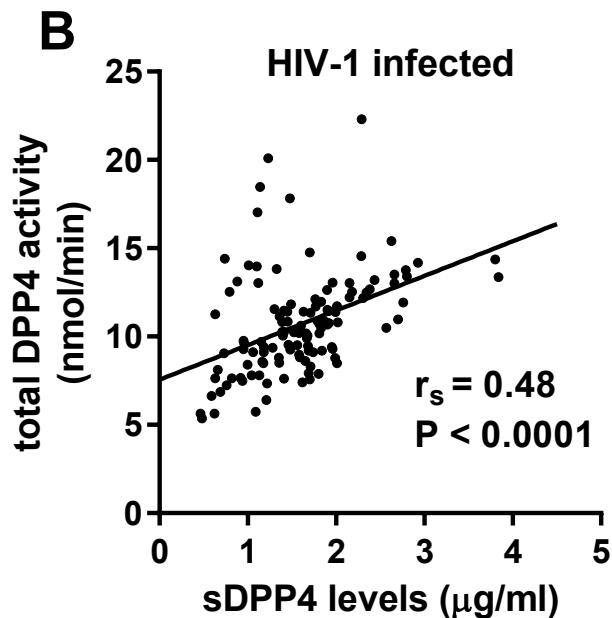 B
HIV-1 infected
total DPP4 activity
(nmol/min)
25
20
15
10
5
0
rₛ = 0.48
P < 0.0001
0 1 2 3 4 5
sDPP4 levels (μg/ml)